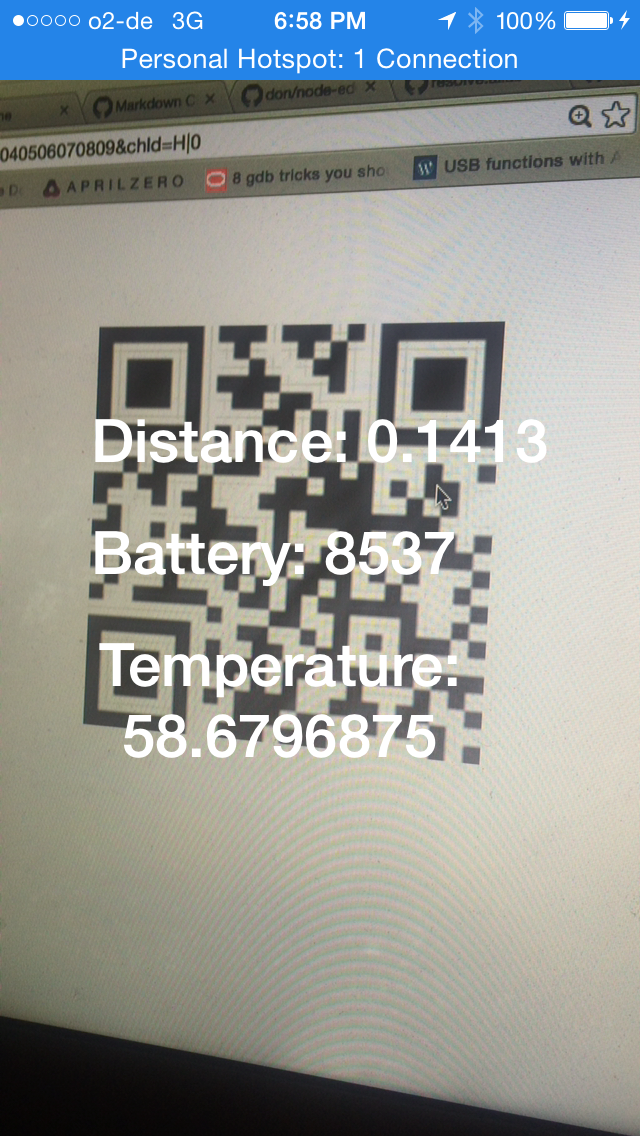 o2-de 3G 6:58 PM 100%
Personal Hotspot: 1 Connection
Markdown C × don/node-ed ×
040506070809&chld=H|0
APRILZERO 8 gdb tricks you sho W USB functions with A
Distance: 0.1413
Battery: 8537
Temperature:
58.6796875